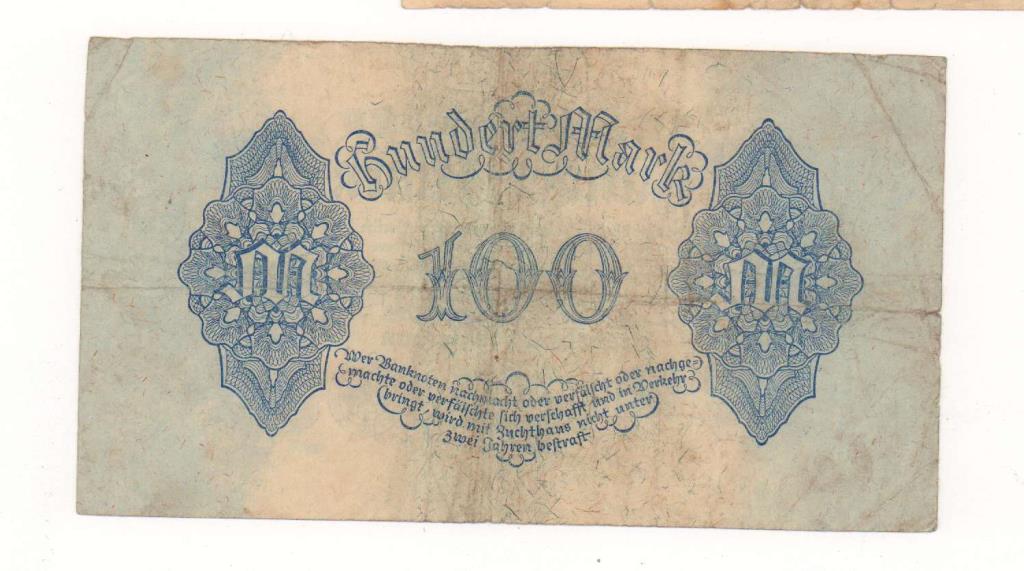 Hundert Mark
M
100
M
Wer Banknoten nachmacht oder verfälscht oder nachge-
machte oder verfälschte sich verschafft und in Verkehr
bringt, wird mit Zuchthaus nicht unter
zwei Jahren bestraft